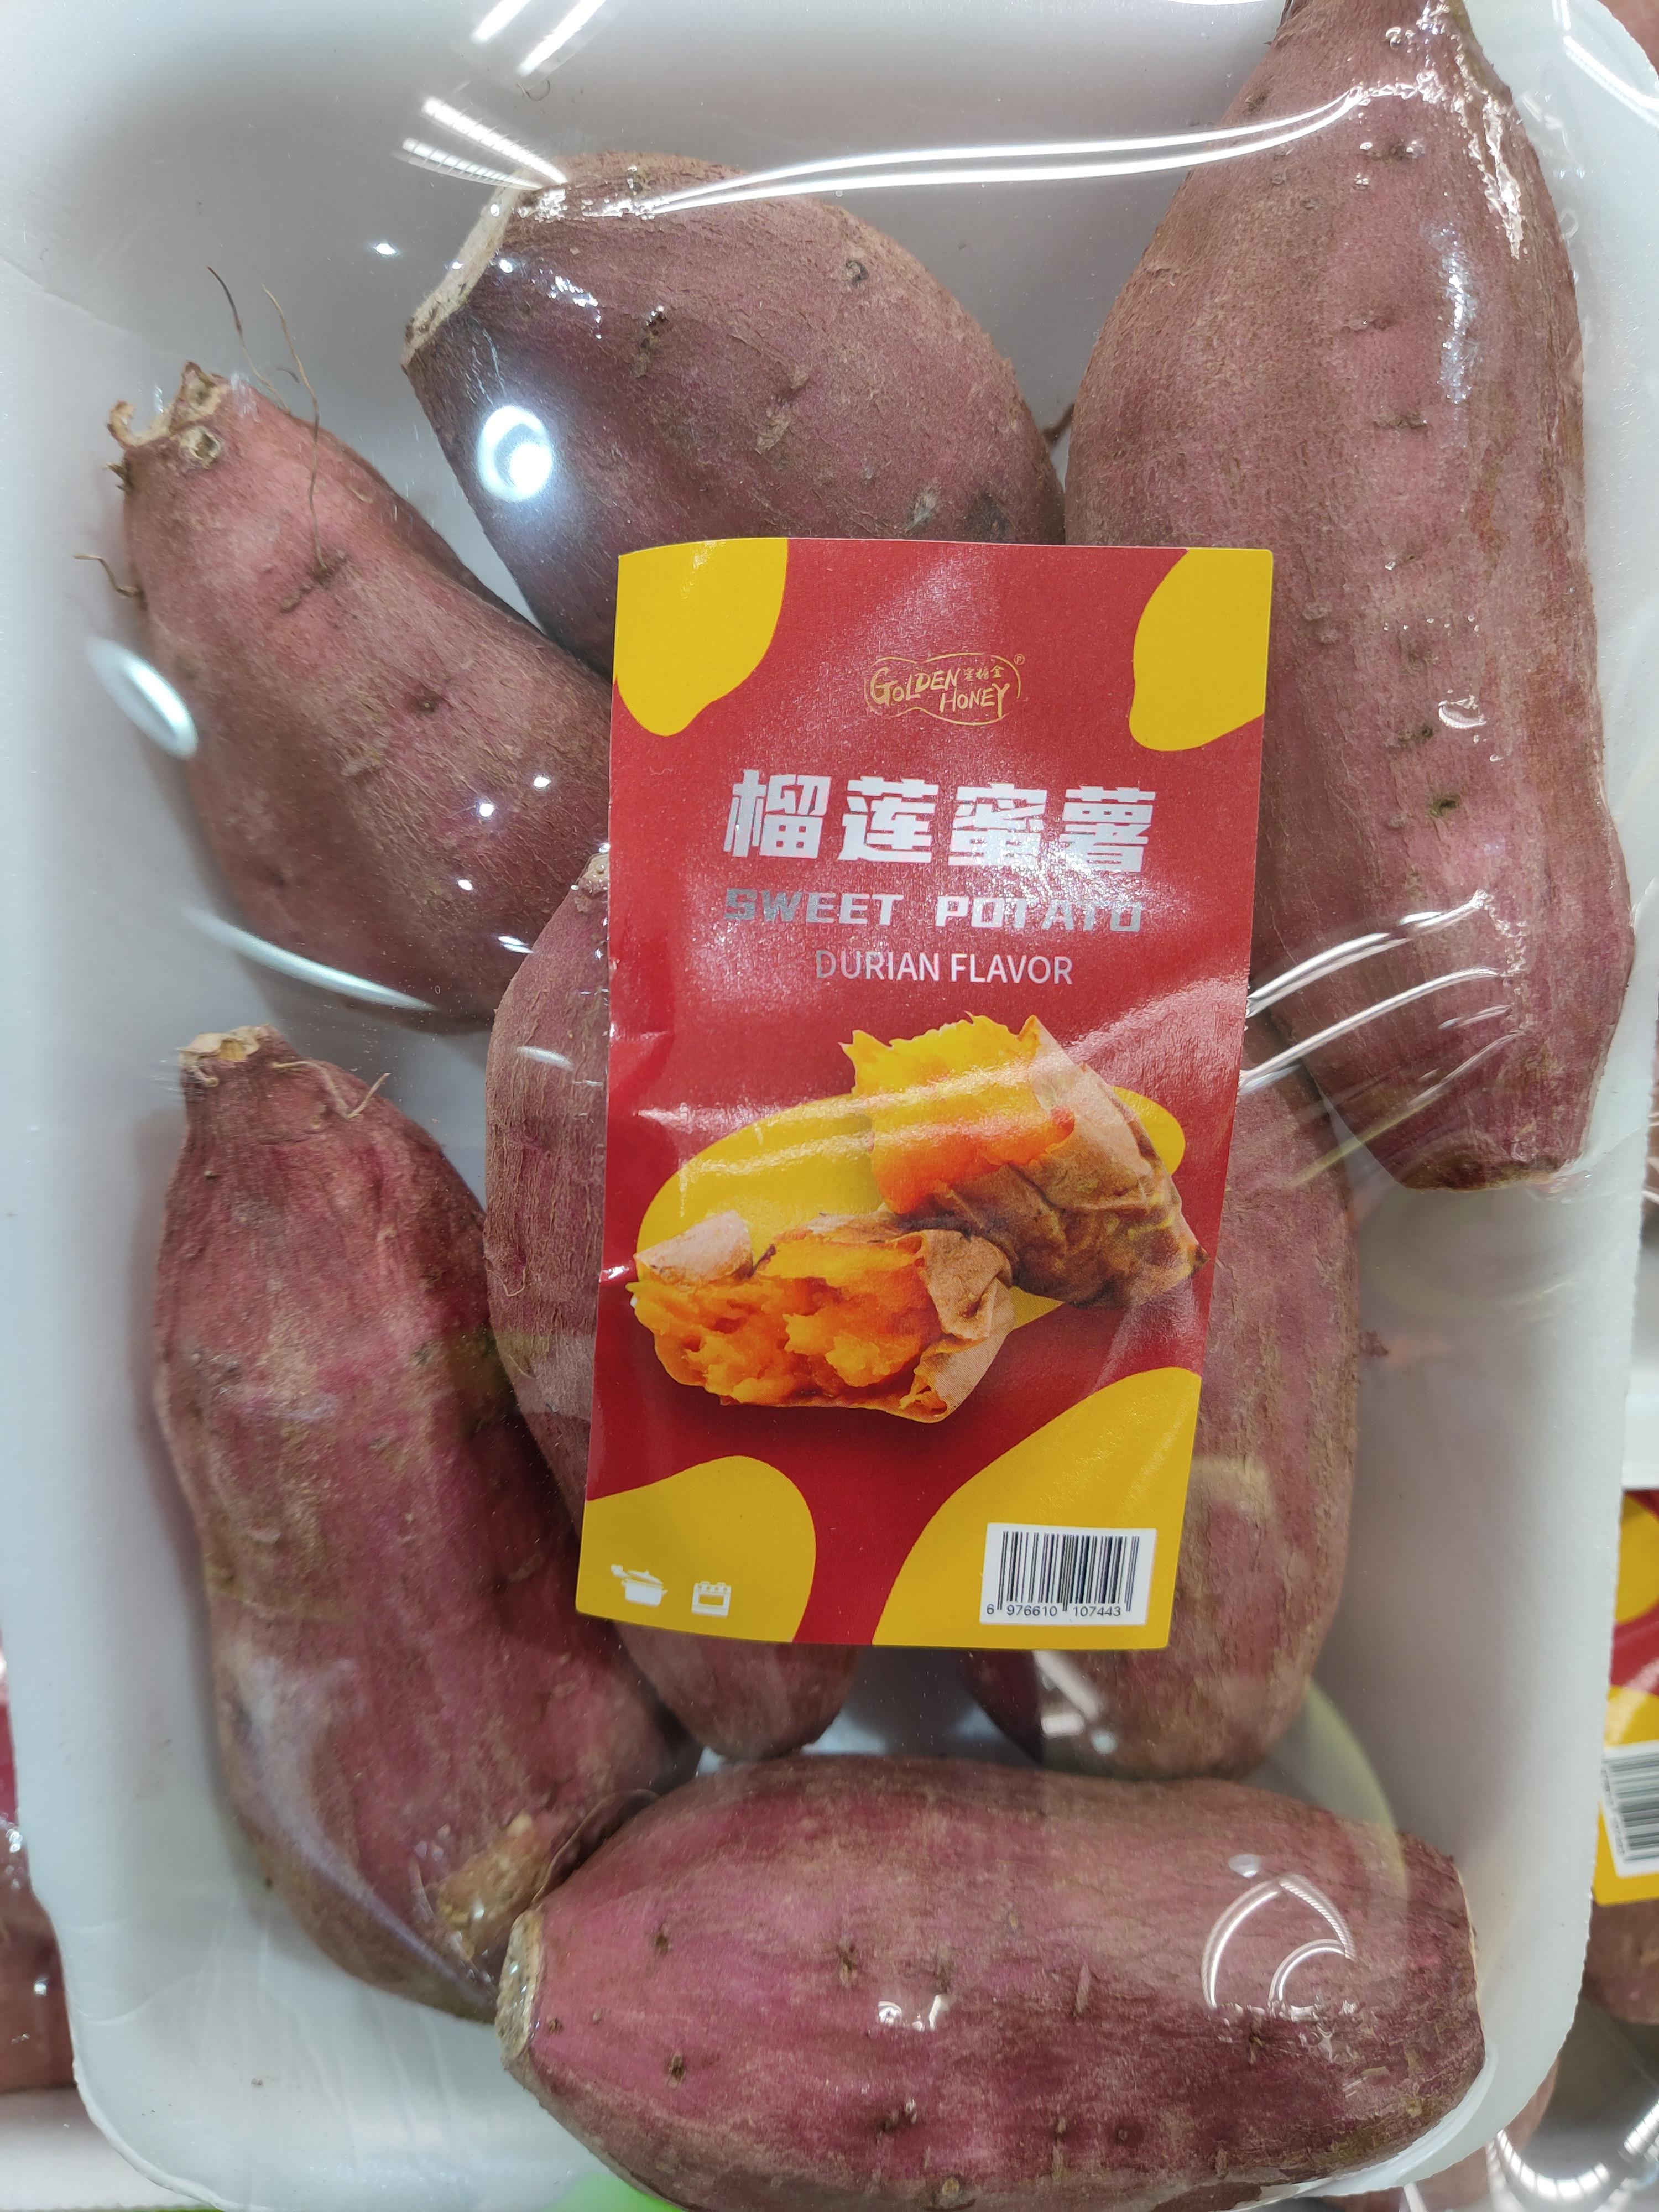 GOLDEN
HONEY
榴莲蜜薯
SWEET POTATO
DURIAN FLAVOR
6 976610 107443